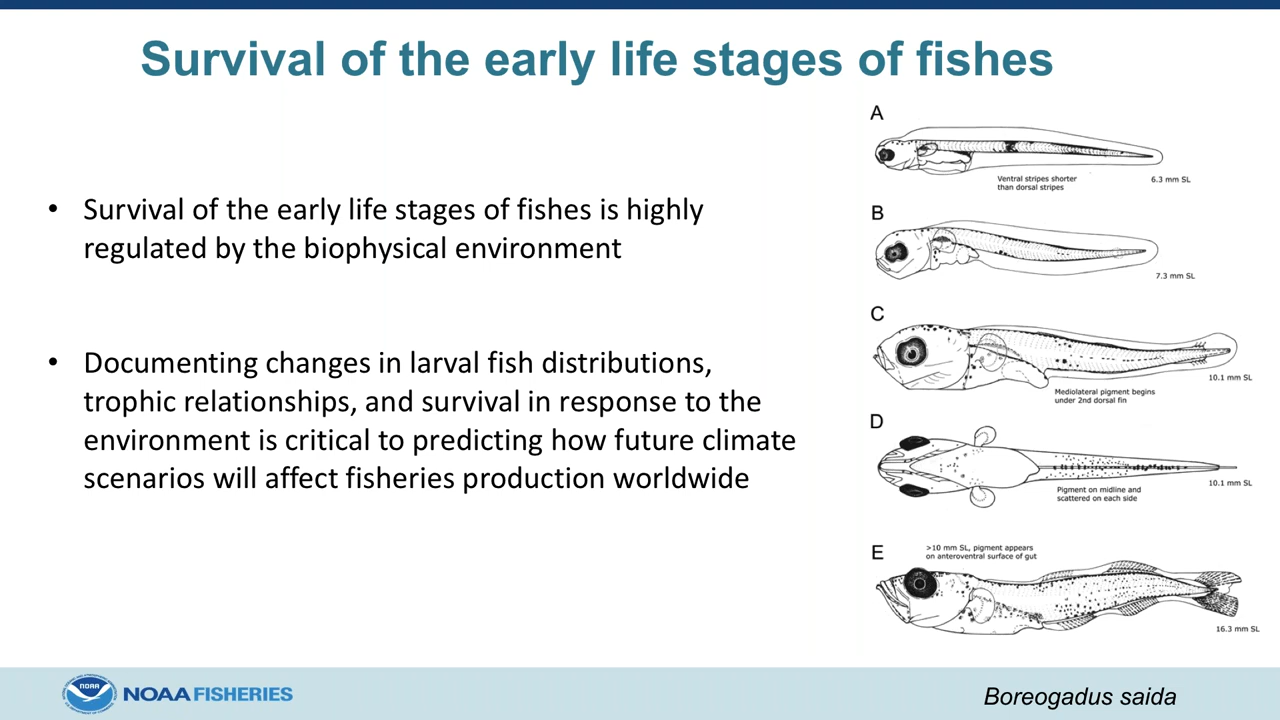 Survival of the early life stages of fishes
• Survival of the early life stages of fishes is highly
regulated by the biophysical environment
• Documenting changes in larval fish distributions,
trophic relationships, and survival in response to the
environment is critical to predicting how future climate
scenarios will affect fisheries production worldwide
A
Ventral stripes shorter
than dorsal stripes
6.3 mm SL
B
7.3 mm SL
C
10.1 mm SL
Mediolateral pigment begins
under 2nd dorsal fin
D
10.1 mm SL
Pigment on midline and
scattered on each side
E
>10 mm SL, pigment appears
on anteroventral surface of gut
16.3 mm SL
NOAA
NOAA FISHERIES
Boreogadus saida